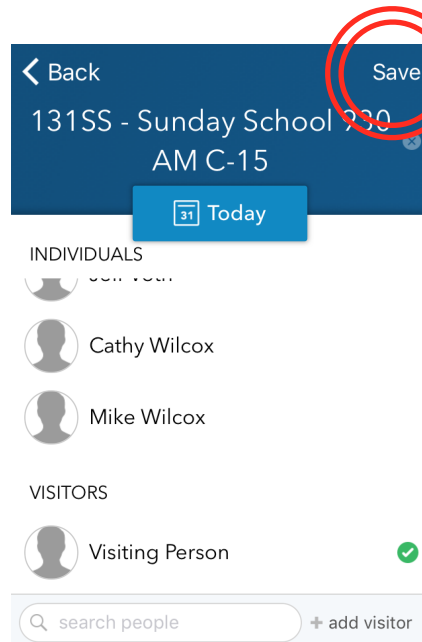 Back
Save
131SS - Sunday School 930
AM C-15
31 Today
INDIVIDUALS
Cathy Wilcox
Mike Wilcox
VISITORS
Visiting Person
search people
+ add visitor